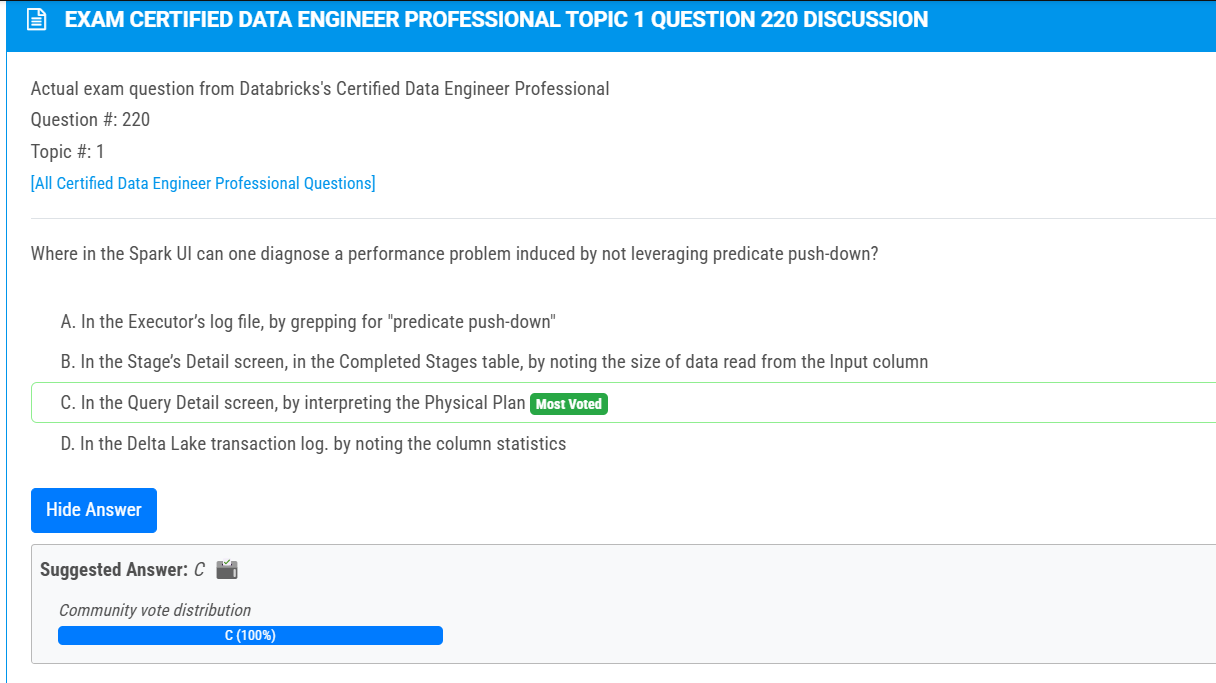 EXAM CERTIFIED DATA ENGINEER PROFESSIONAL TOPIC 1 QUESTION 220 DISCUSSION
Actual exam question from Databricks's Certified Data Engineer Professional
Question #: 220
Topic #: 1
[All Certified Data Engineer Professional Questions]
Where in the Spark UI can one diagnose a performance problem induced by not leveraging predicate push-down?
A. In the Executor’s log file, by grepping for "predicate push-down"
B. In the Stage’s Detail screen, in the Completed Stages table, by noting the size of data read from the Input column
C. In the Query Detail screen, by interpreting the Physical Plan Most Voted
D. In the Delta Lake transaction log. by noting the column statistics
Hide Answer
Suggested Answer: C
Community vote distribution
C (100%)